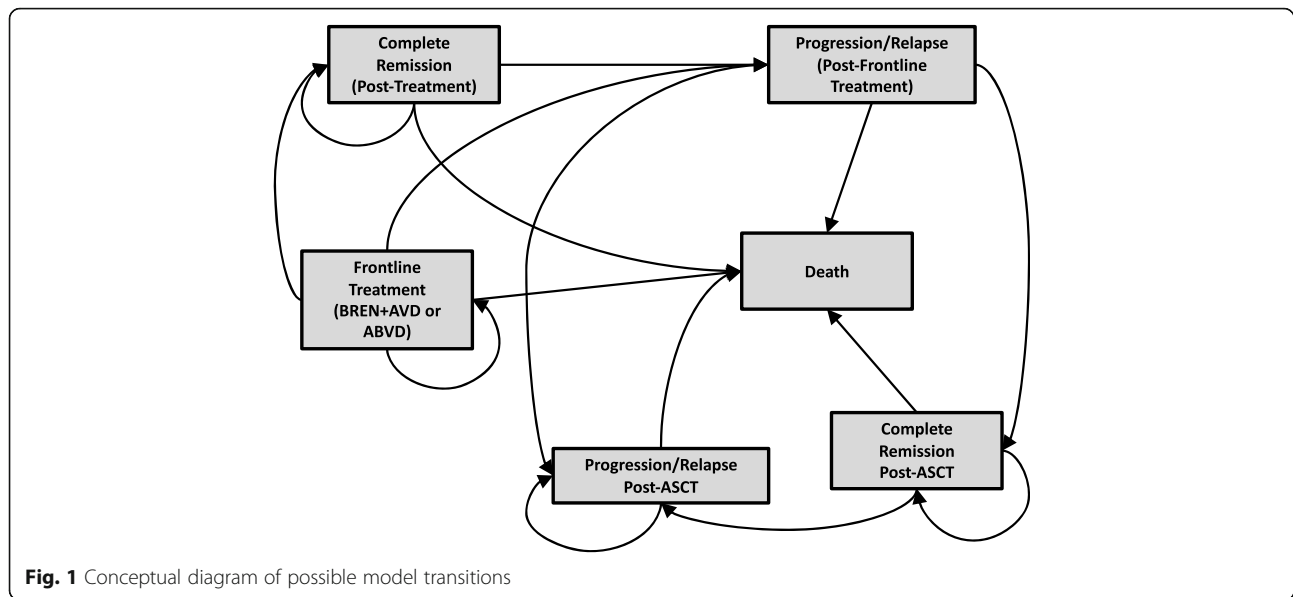 Complete
Remission
(Post-Treatment)
Progression/Relapse
(Post-Frontline
Treatment)
Frontline
Treatment
(BREN+AVD or
ABVD)
Death
Progression/Relapse
Post-ASCT
Complete
Remission
Post-ASCT
Fig. 1 Conceptual diagram of possible model transitions